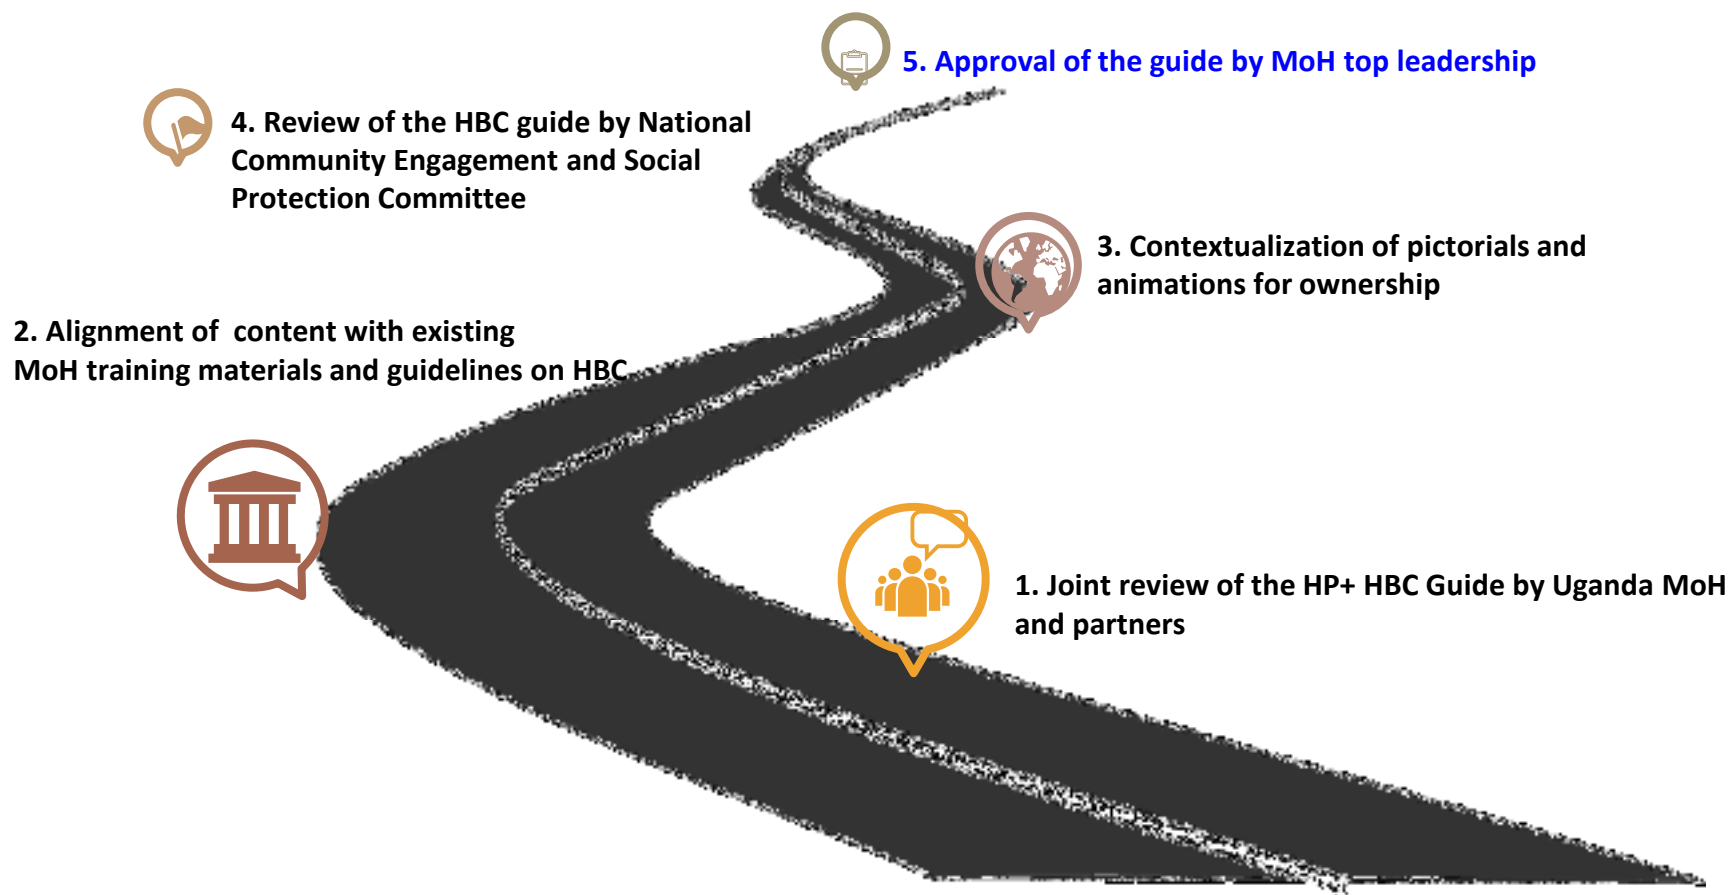 5. Approval of the guide by MoH top leadership
4. Review of the HBC guide by National
Community Engagement and Social
Protection Committee
3. Contextualization of pictorials and
animations for ownership
2. Alignment of  content with existing
MoH training materials and guidelines on HBC
1. Joint review of the HP+ HBC Guide by Uganda MoH
and partners